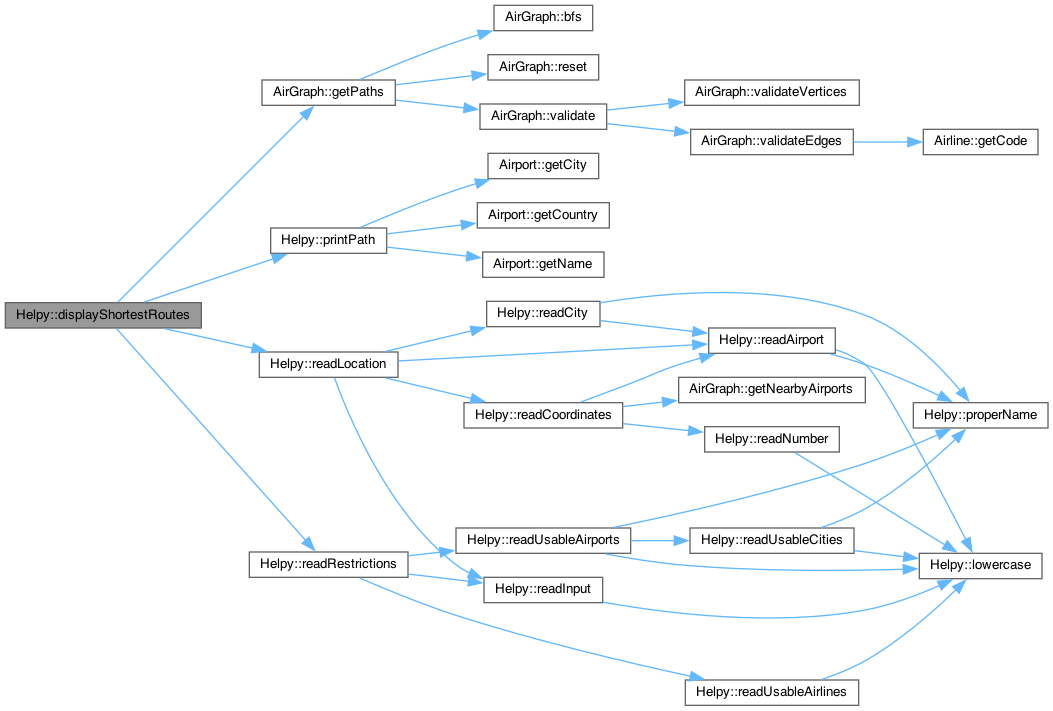 AirGraph::bfs
AirGraph::reset
AirGraph::getPaths
AirGraph::validateVertices
AirGraph::validate
AirGraph::validateEdges
Airline::getCode
Airport::getCity
Airport::getCountry
Helpy::printPath
Airport::getName
Helpy::displayShortestRoutes
Helpy::readCity
Helpy::readAirport
Helpy::readLocation
AirGraph::getNearbyAirports
Helpy::readCoordinates
Helpy::properName
Helpy::readNumber
Helpy::readUsableAirports
Helpy::readUsableCities
Helpy::readRestrictions
Helpy::lowercase
Helpy::readInput
Helpy::readUsableAirlines